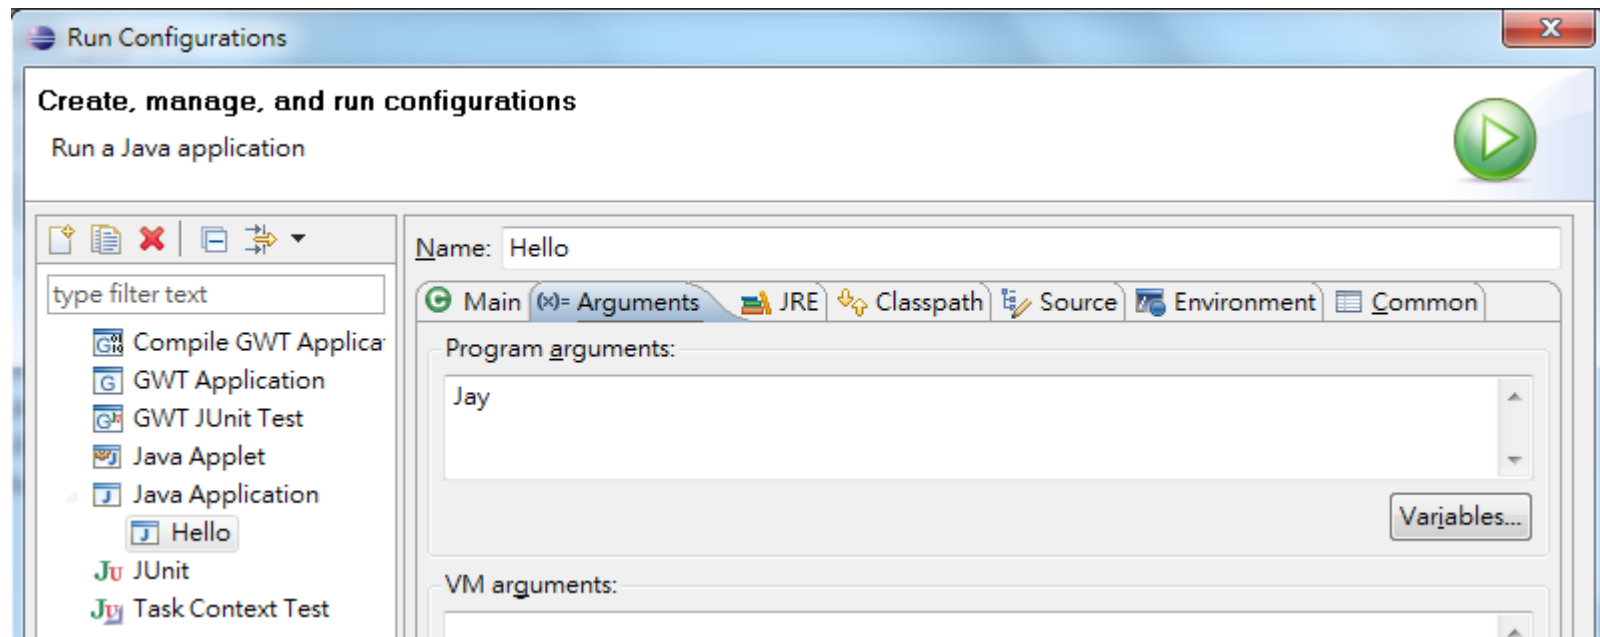 Run Configurations
Create, manage, and run configurations
Run a Java application
type filter text
Compile GWT Applica
GWT Application
GWT JUnit Test
Java Applet
Java Application
Hello
JUnit
Task Context Test
Name: Hello
Main (x)= Arguments JRE Classpath Source Environment Common
Program arguments:
Jay
Variables...
VM arguments: